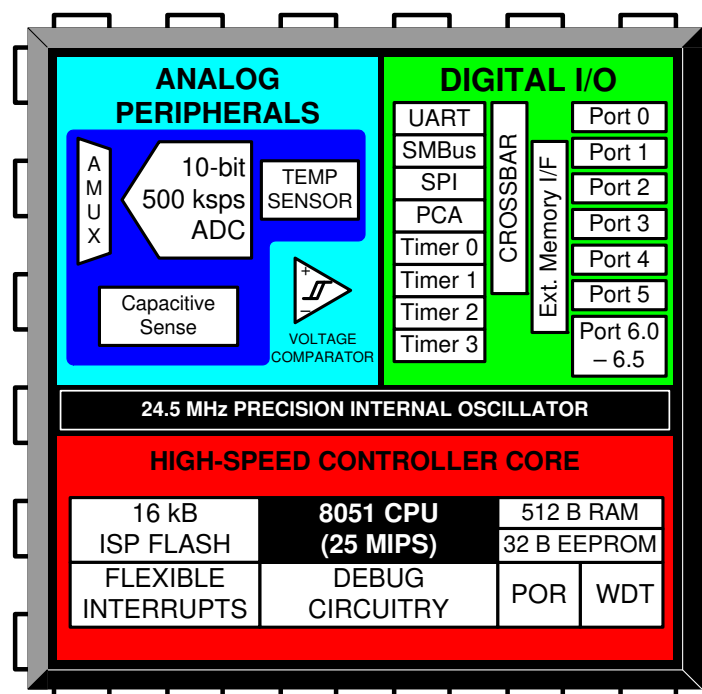 ANALOG
PERIPHERALS
A
M
U
X
10-bit
500 ksps
ADC
TEMP
SENSOR
Capacitive
Sense
+
–
VOLTAGE
COMPARATOR
DIGITAL I/O
UART
SMBus
SPI
PCA
Timer 0
Timer 1
Timer 2
Timer 3
CROSSBAR
Ext. Memory I/F
Port 0
Port 1
Port 2
Port 3
Port 4
Port 5
Port 6.0
– 6.5
24.5 MHz PRECISION INTERNAL OSCILLATOR
HIGH-SPEED CONTROLLER CORE
16 kB
ISP FLASH
8051 CPU
(25 MIPS)
512 B RAM
32 B EEPROM
FLEXIBLE
INTERRUPTS
DEBUG
CIRCUITRY
POR
WDT